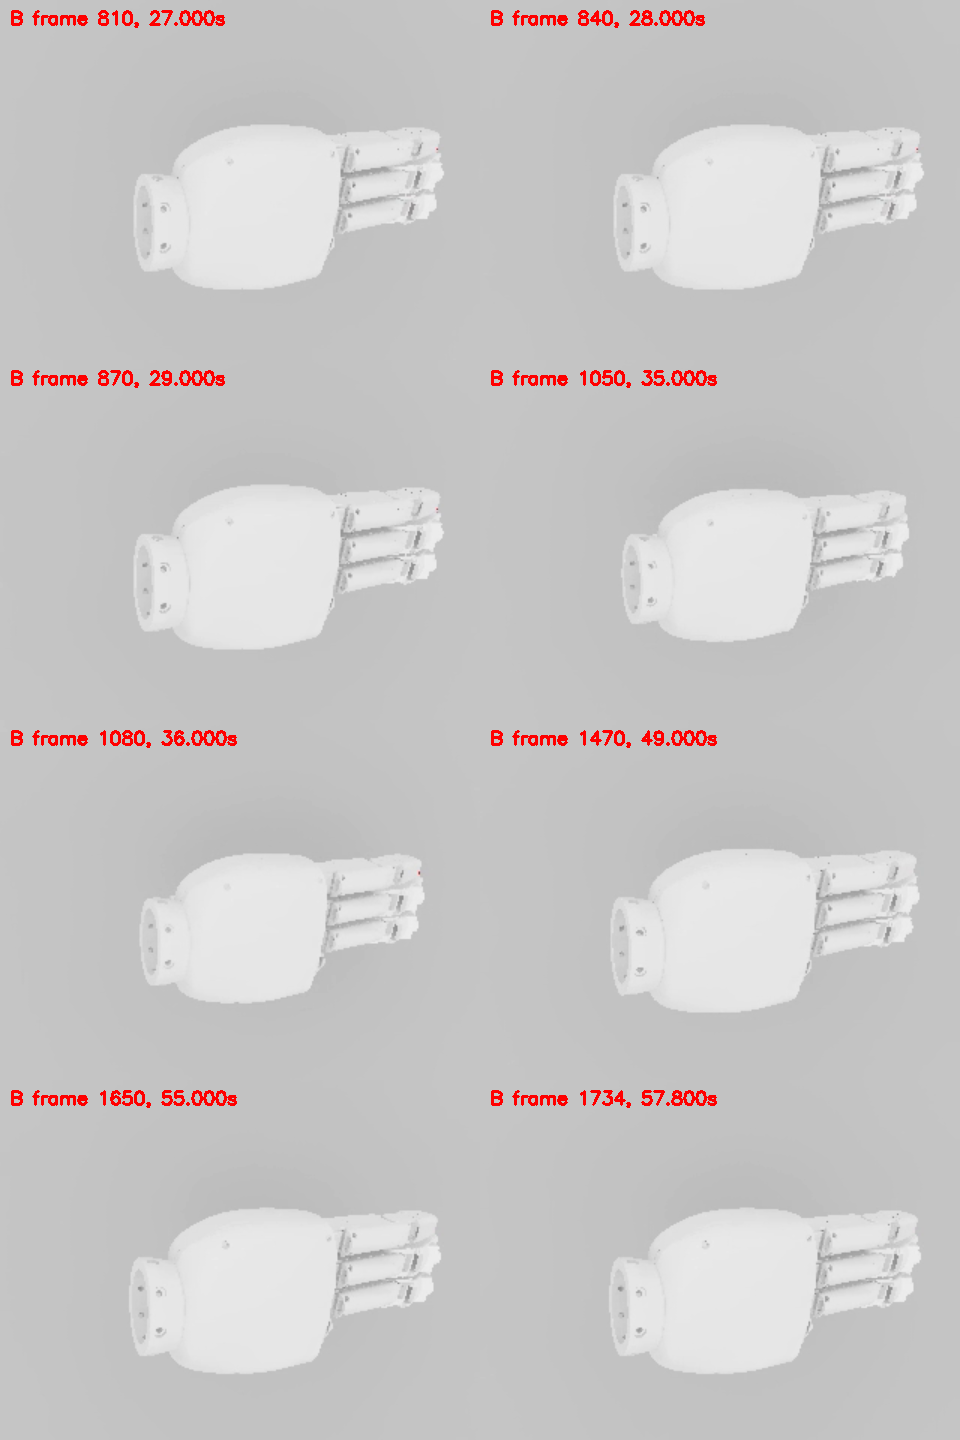 B frame 810, 27.000s
B frame 840, 28.000s
B frame 870, 29.000s
B frame 1050, 35.000s
B frame 1080, 36.000s
B frame 1470, 49.000s
B frame 1650, 55.000s
B frame 1734, 57.800s